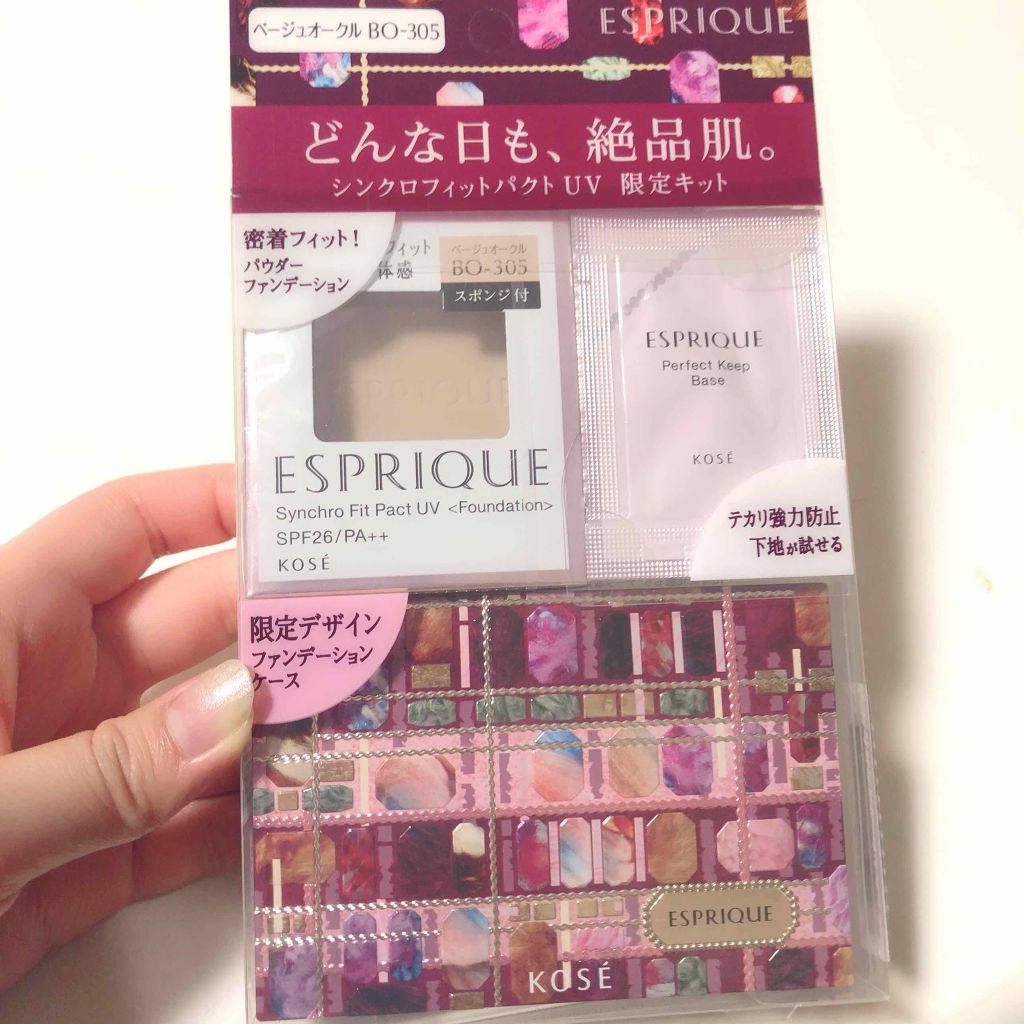 ベージュオークル BO-305
ESPRIQUE
どんな日も、絶品肌。
シンクロフィットパクトUV 限定キット
密着フィット!
パウダー
ファンデーション
フィット
体感
ベージュオークル
BO-305
スポンジ付
ESPRIQUE
ESPRIQUE
Synchro Fit Pact UV <Foundation>
SPF26/PA++
KOSÉ
ESPRIQUE
Perfect Keep
Base
KOSÉ
テカリ強力防止
下地が試せる
限定デザイン
ファンデーション
ケース
ESPRIQUE
KOSÉ